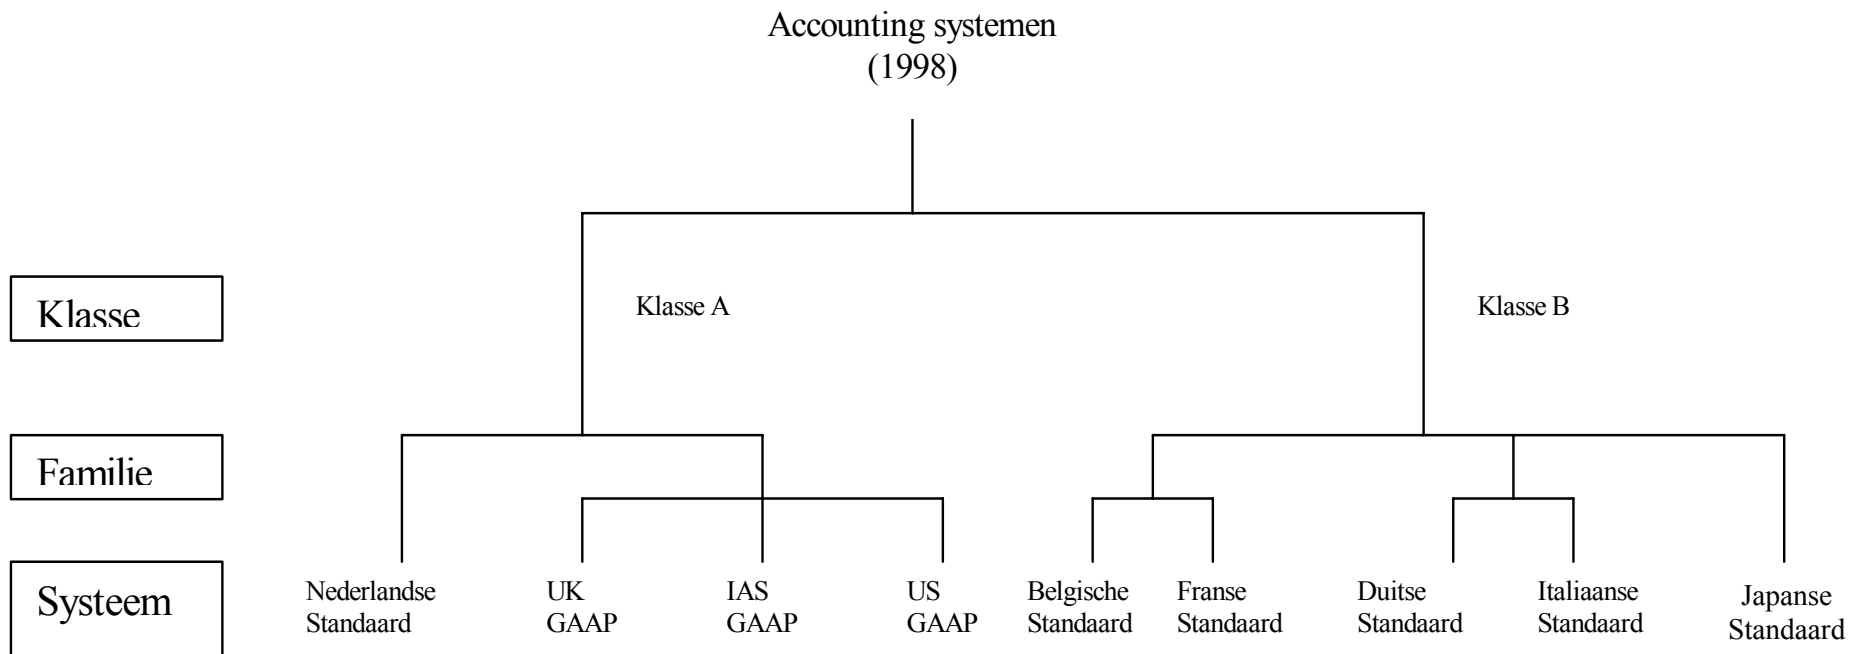 Accounting systemen
(1998)
Klasse
Klasse A
Klasse B
Familie
Systeem
Nederlandse
Standaard
UK
GAAP
IAS
GAAP
US
GAAP
Belgische
Standaard
Franse
Standaard
Duitse
Standaard
Italiaanse
Standaard
Japanse
Standaard